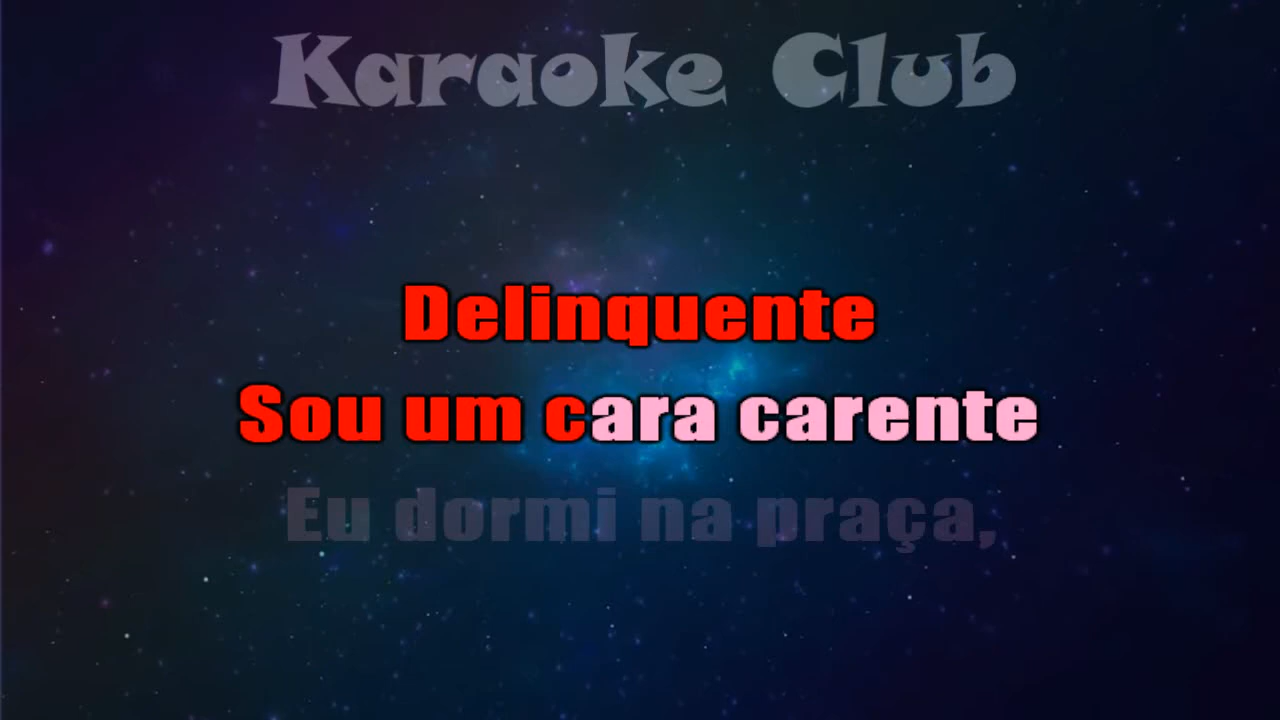 Karaoke Club
Delinquente
Sou um cara carente
Eu dormi na praça,